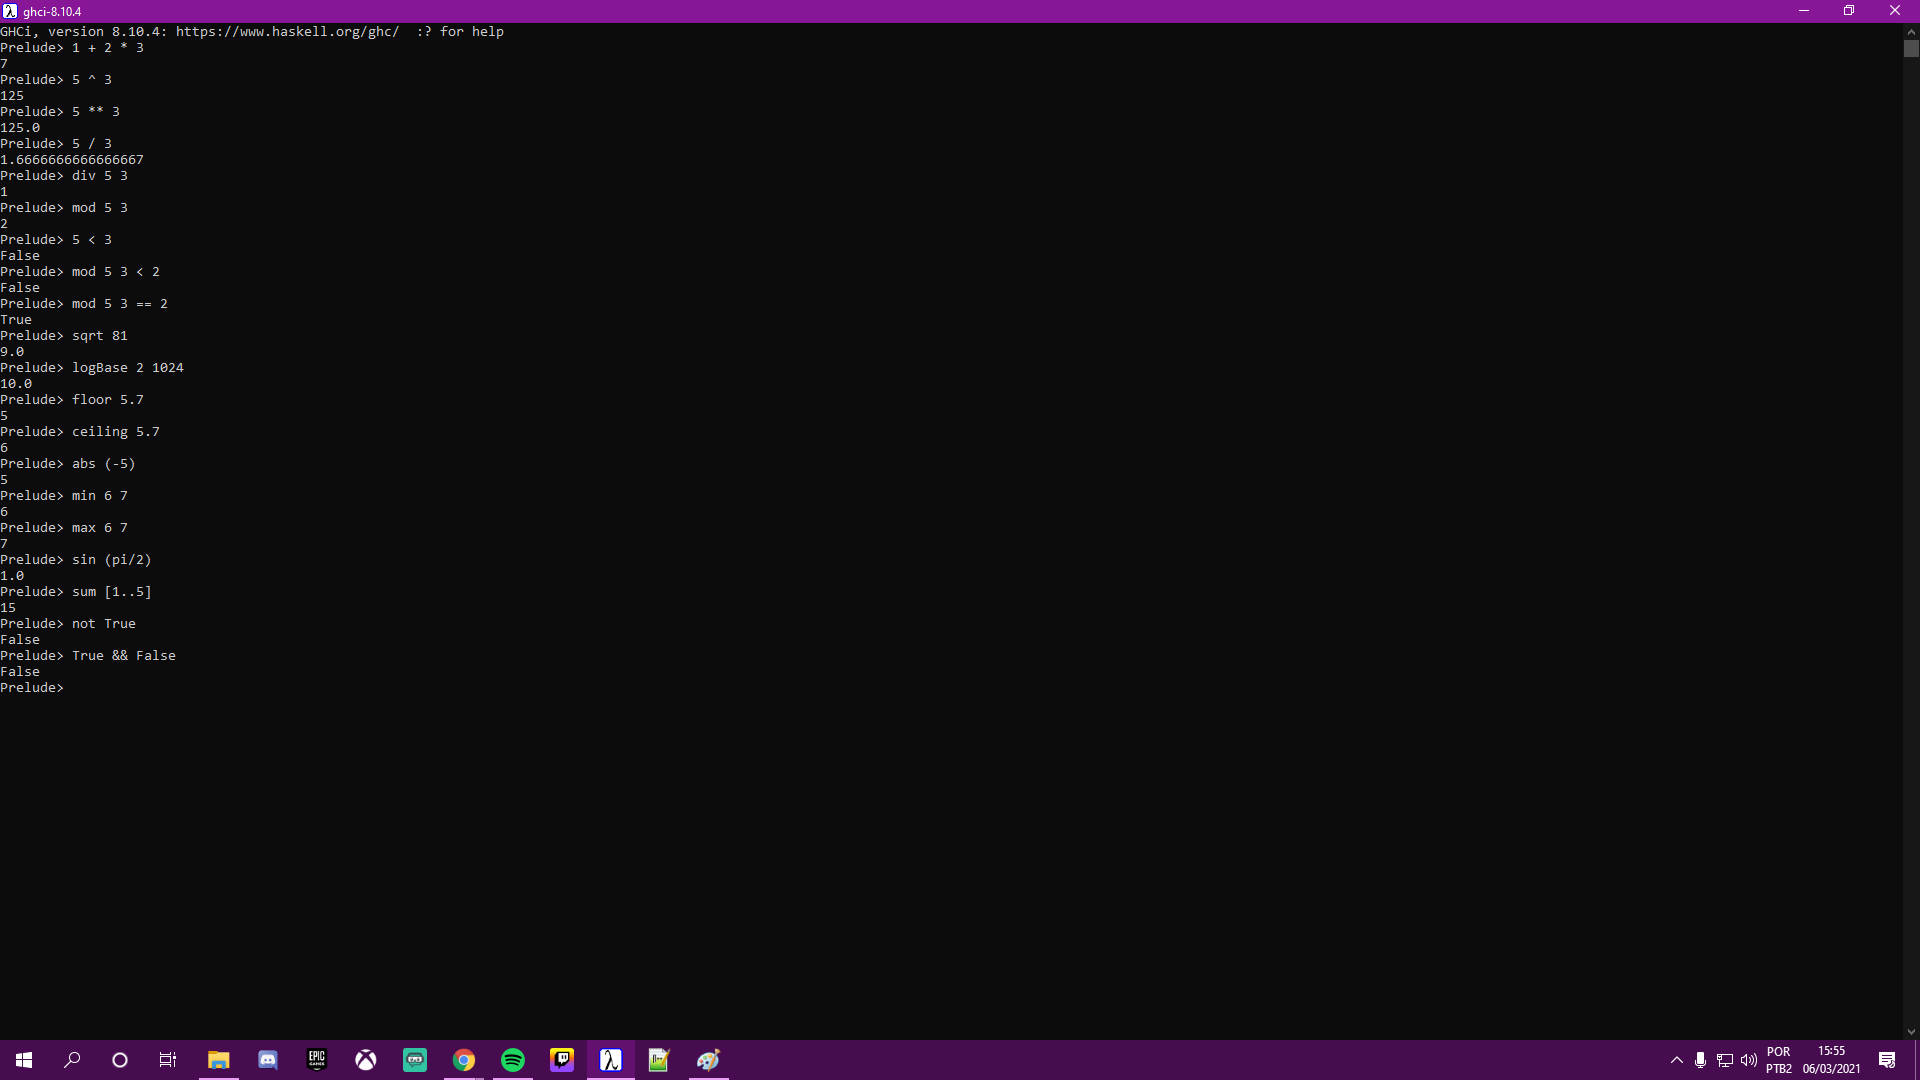 ghci-8.10.4
GHCi, version 8.10.4: https://www.haskell.org/ghc/  :? for help
Prelude> 1 + 2 * 3
7
Prelude> 5 ^ 3
125
Prelude> 5 ** 3
125.0
Prelude> 5 / 3
1.6666666666666667
Prelude> div 5 3
1
Prelude> mod 5 3
2
Prelude> 5 < 3
False
Prelude> mod 5 3 < 2
False
Prelude> mod 5 3 == 2
True
Prelude> sqrt 81
9.0
Prelude> logBase 2 1024
10.0
Prelude> floor 5.7
5
Prelude> ceiling 5.7
6
Prelude> abs (-5)
5
Prelude> min 6 7
6
Prelude> max 6 7
7
Prelude> sin (pi/2)
1.0
Prelude> sum [1..5]
15
Prelude> not True
False
Prelude> True && False
False
Prelude>
EPIC
GAMES
POR
PTB2
15:55
06/03/2021